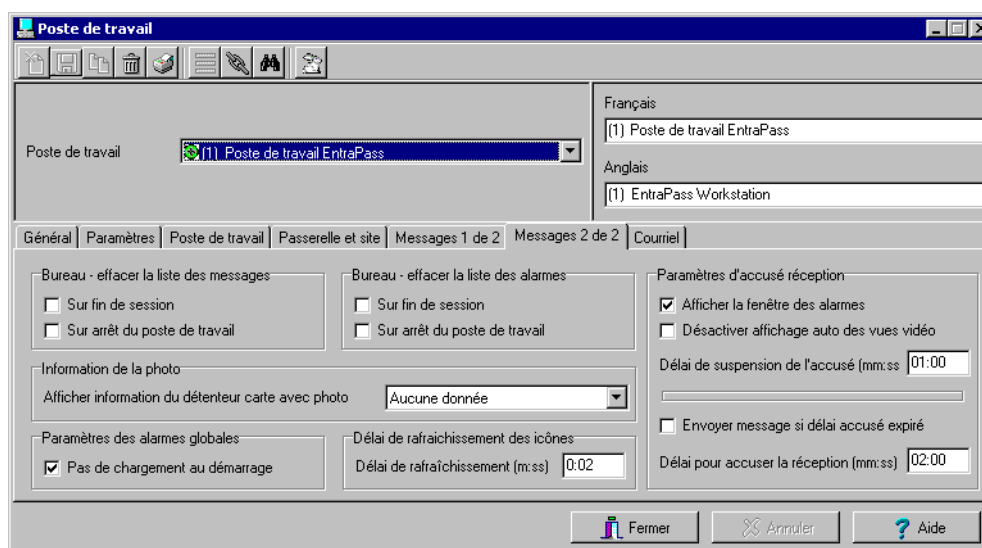 Poste de travail
Français
(1) Poste de travail EntraPass
Poste de travail
(1) Poste de travail EntraPass
Anglais
(1) EntraPass Workstation
Général Paramètres Poste de travail Passerelle et site Messages 1 de 2 Messages 2 de 2 Courriel
Bureau - effacer la liste des messages
Sur fin de session
Sur arrêt du poste de travail
Bureau - effacer la liste des alarmes
Sur fin de session
Sur arrêt du poste de travail
Paramètres d'accusé réception
Afficher la fenêtre des alarmes
Désactiver affichage auto des vues vidéo
Délai de suspension de l'accusé (mm:ss 01:00
Envoyer message si délai accusé expiré
Délai pour accuser la réception (mm:ss) 02:00
Information de la photo
Afficher information du détenteur carte avec photo Aucune donnée
Paramètres des alarmes globales
Pas de chargement au démarrage
Délai de rafraichissement des icônes
Délai de rafraîchissement (m:ss) 0:02
Fermer Annuler Aide